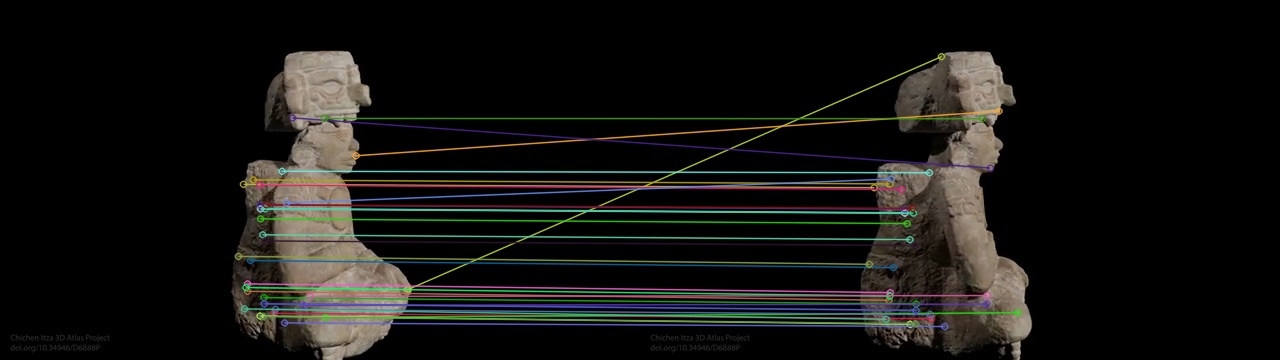 Chichen Itza 3D Atlas Project
doi.org/10.34946/D6B88P
Chichen Itza 3D Atlas Project
doi.org/10.34946/D6B88P